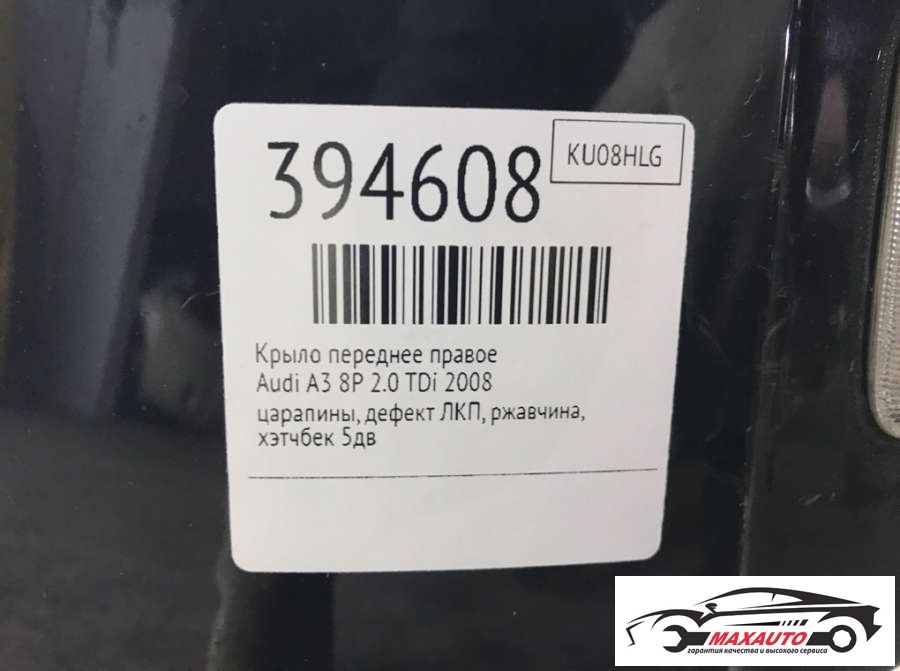 394608
KU08HLG
Крыло переднее правое
Audi A3 8P 2.0 TDi 2008
царапины, дефект ЛКП, ржавчина,
хэтчбек 5дв
MAXAUTO
гарантия качества и высокого сервиса